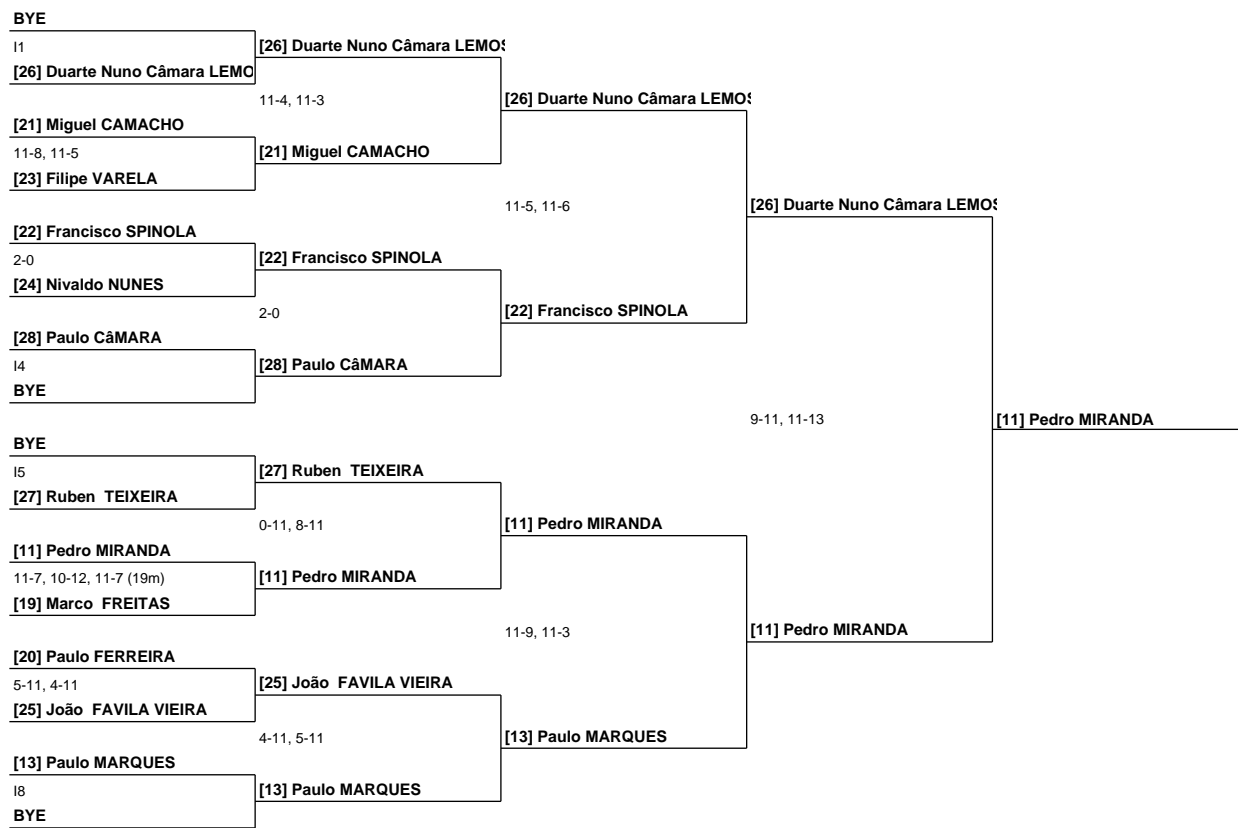 BYE
I1
[26] Duarte Nuno Câmara LEMOS
[26] Duarte Nuno Câmara LEMO
11-4, 11-3
[26] Duarte Nuno Câmara LEMOS
[21] Miguel CAMACHO
11-8, 11-5
[21] Miguel CAMACHO
[23] Filipe VARELA
11-5, 11-6
[26] Duarte Nuno Câmara LEMOS
[22] Francisco SPINOLA
2-0
[22] Francisco SPINOLA
[24] Nivaldo NUNES
2-0
[22] Francisco SPINOLA
[28] Paulo CâMARA
I4
[28] Paulo CâMARA
BYE
9-11, 11-13
[11] Pedro MIRANDA
BYE
I5
[27] Ruben  TEIXEIRA
[27] Ruben  TEIXEIRA
0-11, 8-11
[11] Pedro MIRANDA
[11] Pedro MIRANDA
11-7, 10-12, 11-7 (19m)
[11] Pedro MIRANDA
[19] Marco  FREITAS
11-9, 11-3
[11] Pedro MIRANDA
[20] Paulo FERREIRA
5-11, 4-11
[25] João  FAVILA VIEIRA
[25] João  FAVILA VIEIRA
4-11, 5-11
[13] Paulo MARQUES
[13] Paulo MARQUES
I8
[13] Paulo MARQUES
BYE